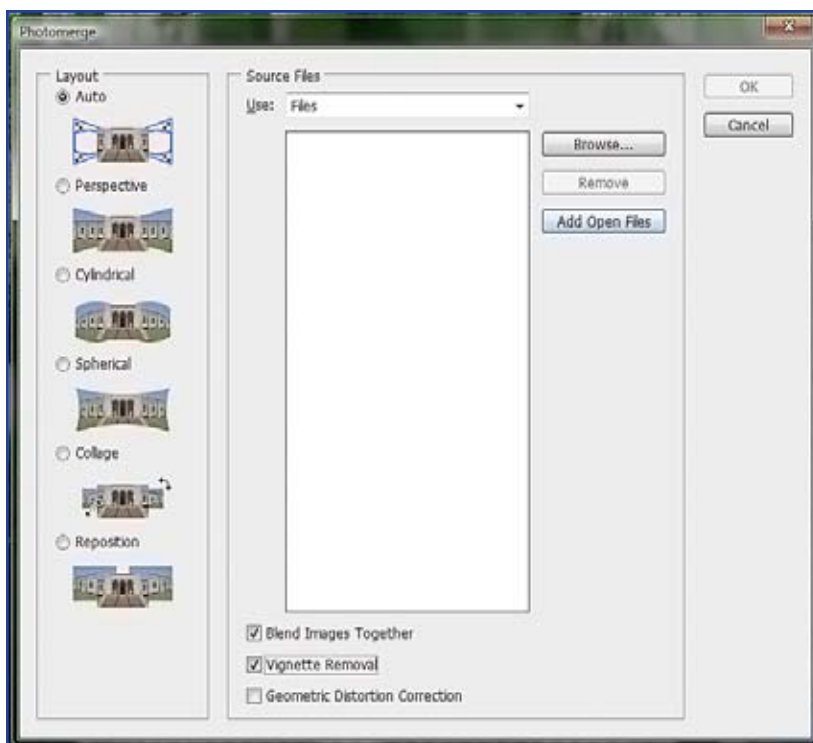 Photomerge
Layout
Auto
Perspective
Cylindrical
Spherical
Collage
Reposition
Source Files
Use: Files
Browse...
Remove
Add Open Files
Blend Images Together
Vignette Removal
Geometric Distortion Correction
OK
Cancel